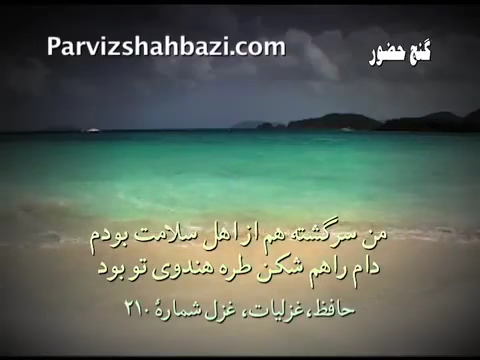 Parvizshahbazi.com
گنج حضور
من سرگشته هم از اهل سلامت بودم
دام راهم شکن طره هندوی تو بود
حافظ، غزلیات، غزل شمارهٔ ۲۱۰